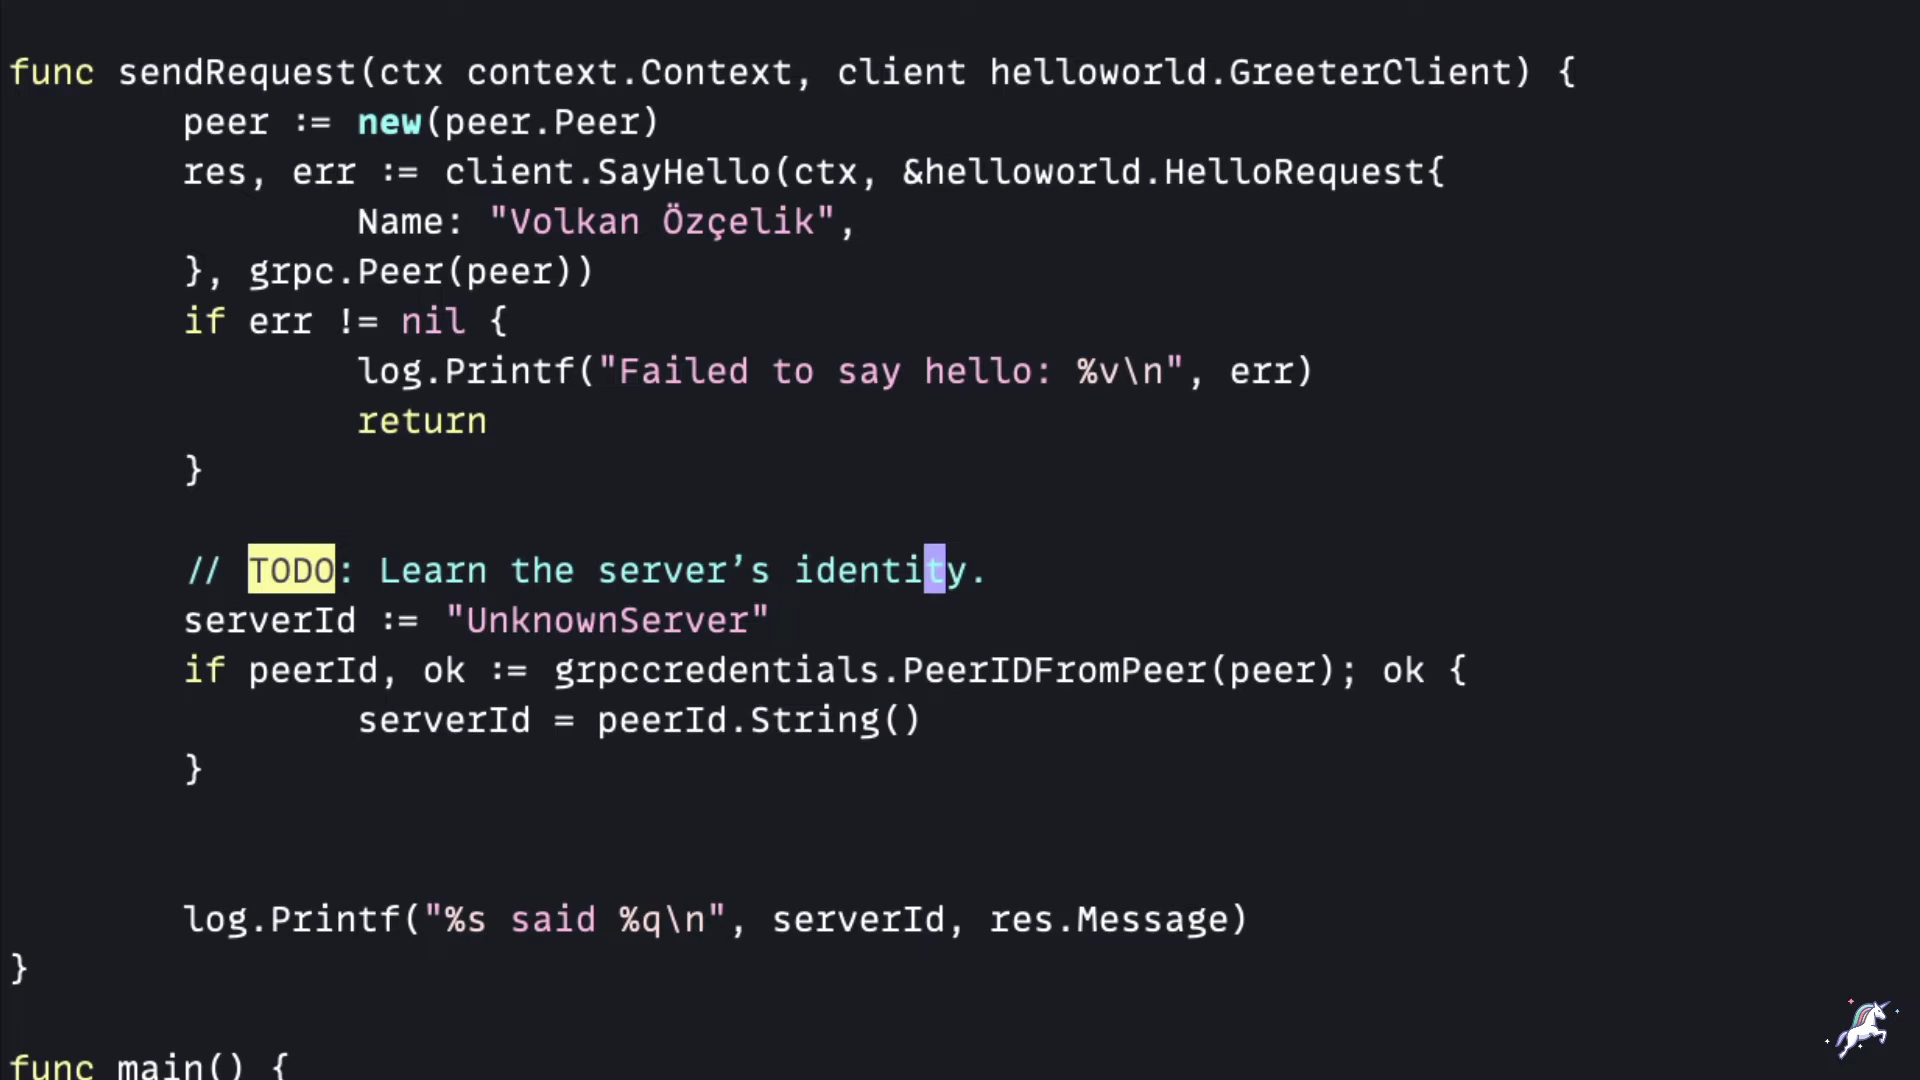 func sendRequest(ctx context.Context, client helloworld.GreeterClient) {
peer := new(peer.Peer)
res, err := client.SayHello(ctx, &helloworld.HelloRequest{
Name: "Volkan Özçelik",
}, grpc.Peer(peer))
if err != nil {
log.Printf("Failed to say hello: %v\n", err)
return
}
// TODO: Learn the server’s identity.
serverId := "UnknownServer"
if peerId, ok := grpccredentials.PeerIDFromPeer(peer); ok {
serverId = peerId.String()
}
log.Printf("%s said %q\n", serverId, res.Message)
}
func main() {